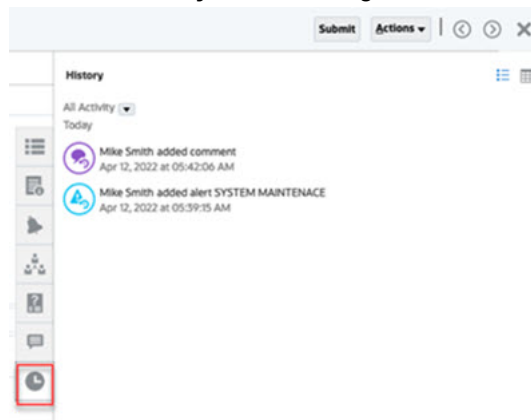 Submit Actions
History
All Activity
Today
Mike Smith added comment
Apr 12, 2022 at 05:42:06 AM
Mike Smith added alert SYSTEM MAINTENACE
Apr 12, 2022 at 05:39:15 AM